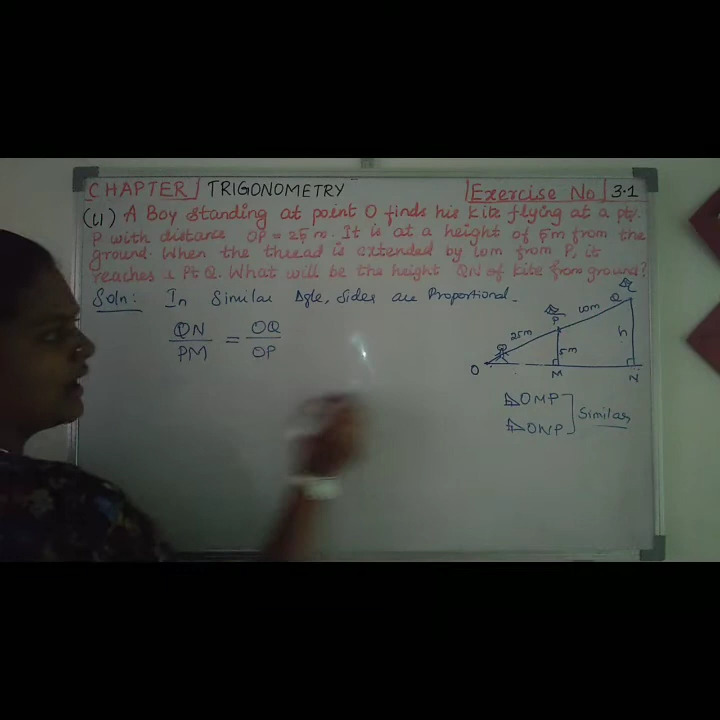 CHAPTER TRIGONOMETRY Exercise No 3.1
(4) A Boy standing at point O finds his kite flying at a pt.
P with distance OP = 25 m. It is at a height of 5m from the
ground. When the thread is extended by 10m from P, it
reaches a Pt Q. What will be the height QN of kite from ground?
Soln: In Similar Δgle, Sides are Proportional.
QN = OQ
PM OP
Q
10m
P
25m
5m
h
O
M
N
ΔOMP
ΔONP
Similar